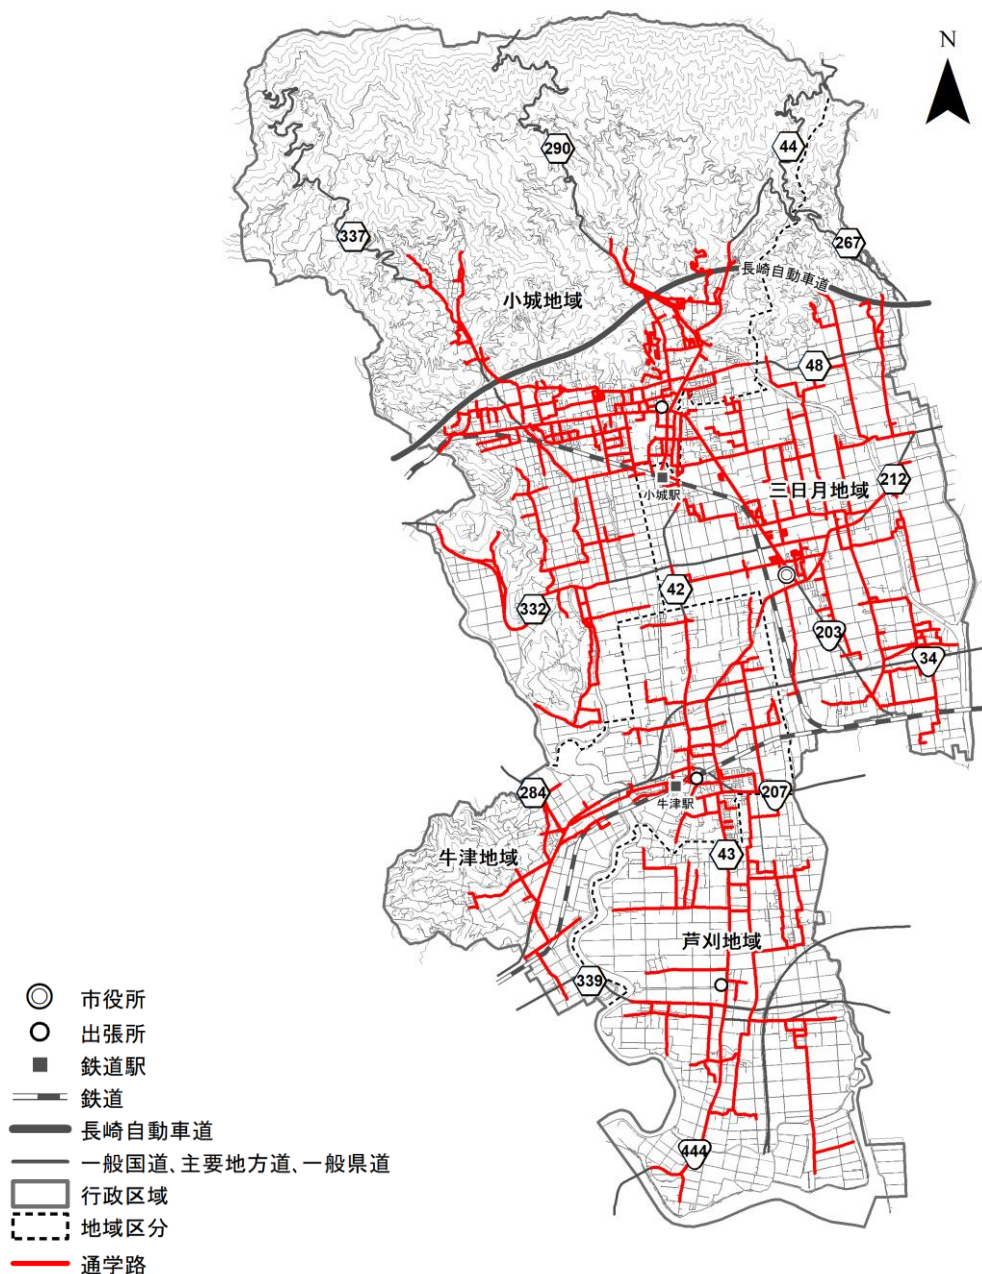 N
290
44
337
267
長崎自動車道
小城地域
48
三日月地域
212
小城駅
42
332
203
34
284
207
牛津駅
43
牛津地域
芦刈地域
339
444
市役所
出張所
鉄道駅
鉄道
長崎自動車道
一般国道、主要地方道、一般県道
行政区域
地域区分
通学路